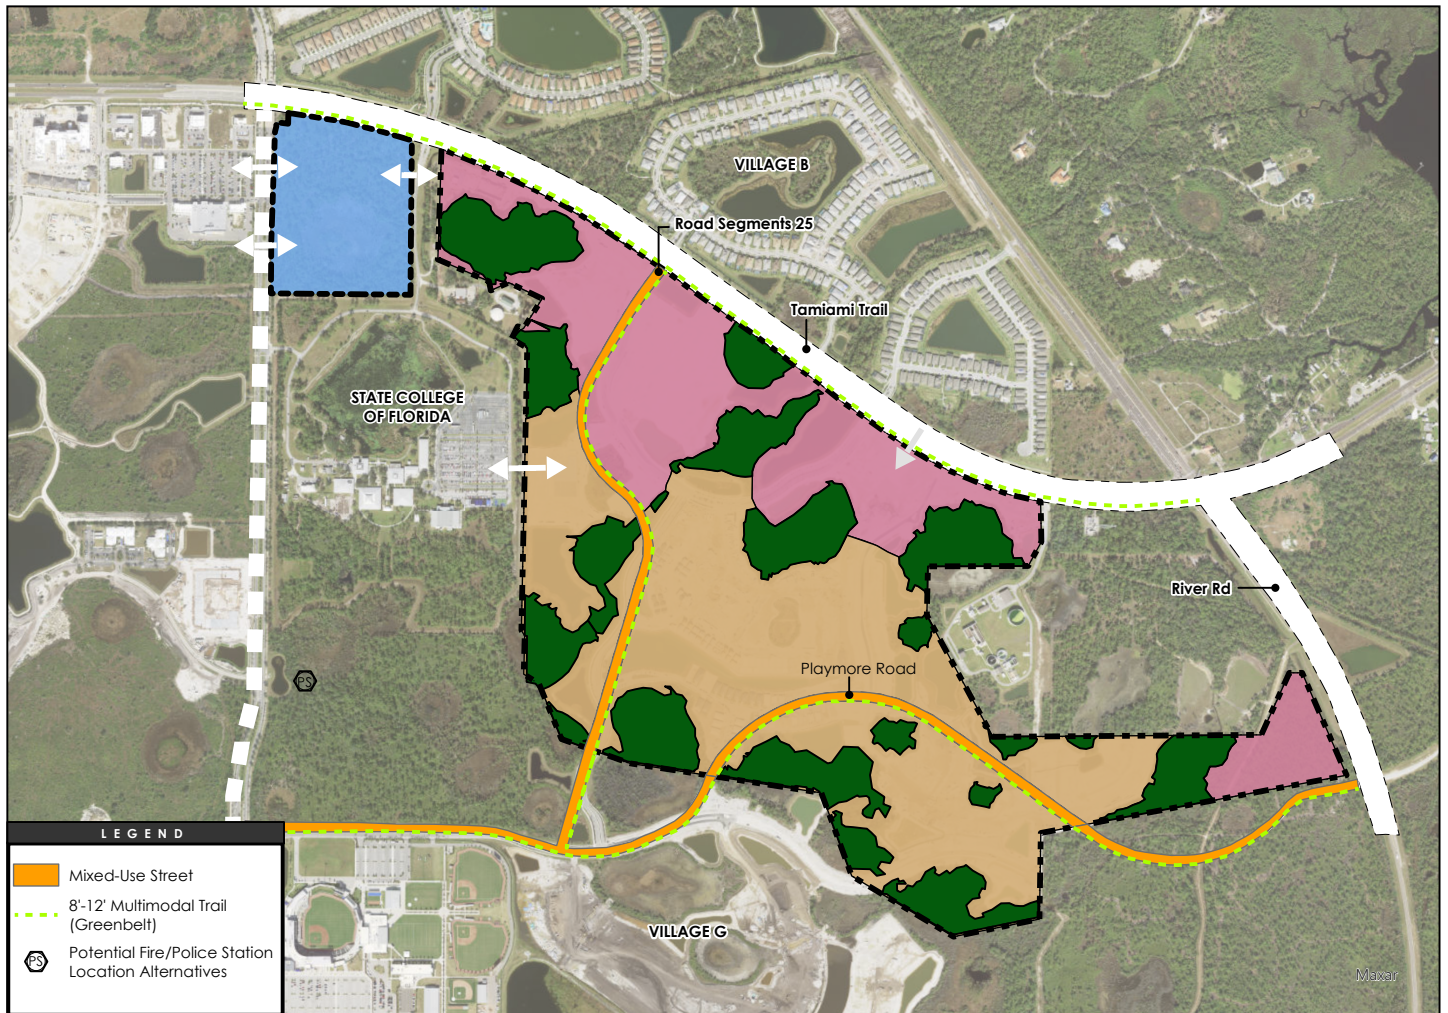 VILLAGE B
Road Segments 25
Tamiami Trail
STATE COLLEGE
OF FLORIDA
River Rd
Playmore Road
PS
VILLAGE G
Maxar
LEGEND
Mixed-Use Street
8'-12' Multimodal Trail
(Greenbelt)
PS
Potential Fire/Police Station
Location Alternatives